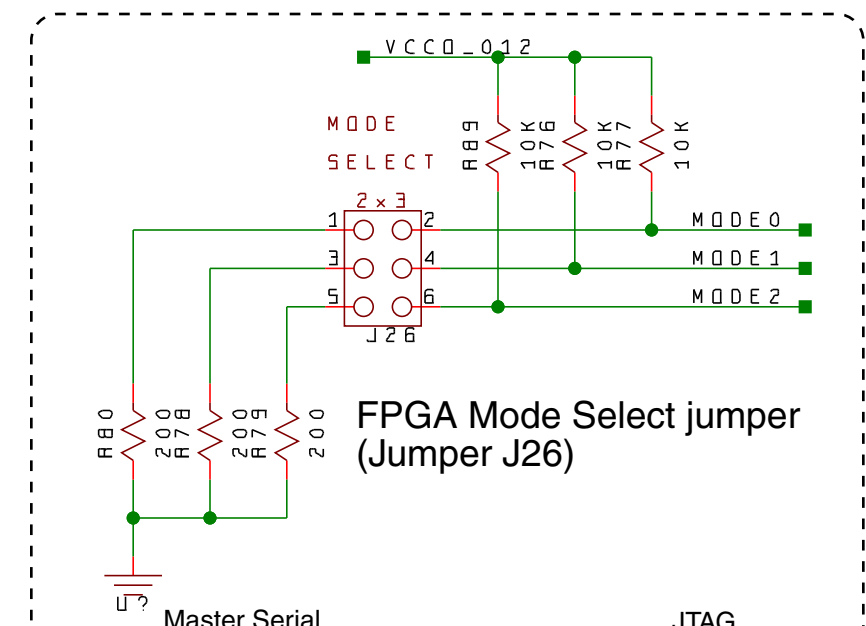 VCCO_012
MODE
SELECT
R89
10K
R76
10K
R77
10K
2x3
1
2
MODE0
3
4
MODE1
5
6
MODE2
J26
R80
200
R78
200
R79
200
FPGA Mode Select jumper
(Jumper J26)
U?
Master Serial
JTAG